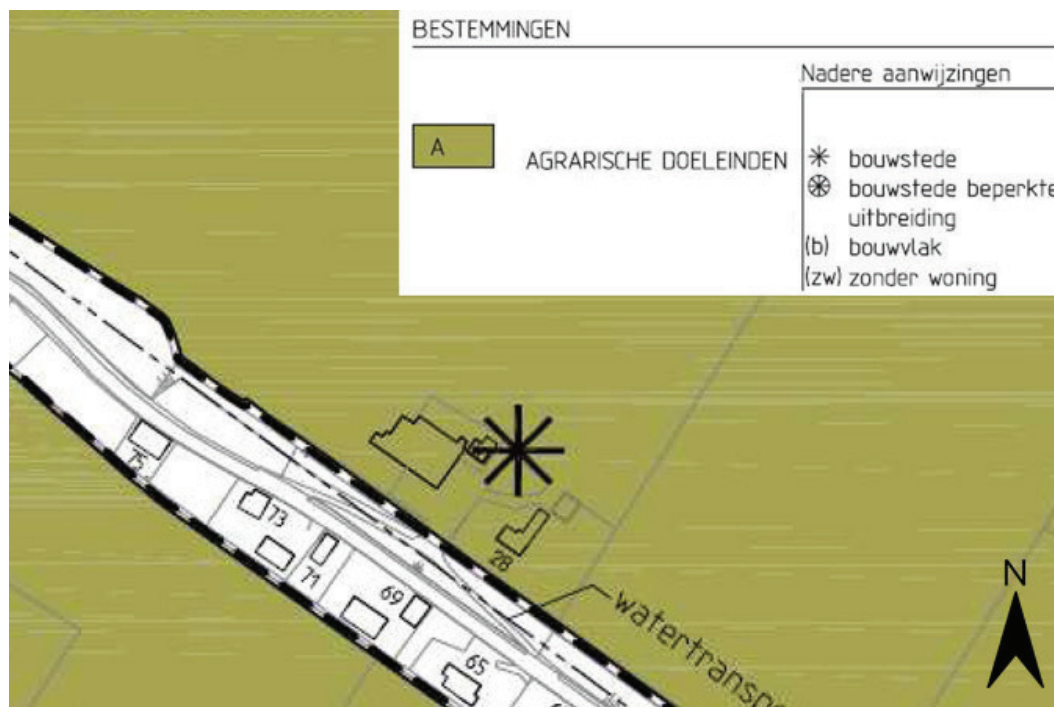 BESTEMMINGEN
Nadere aanwijzingen
A
AGRARISCHE DOELEINDEN
bouwstede
bouwstede beperkte
uitbreiding
(b) bouwvlak
(zw) zonder woning
75
73
71
69
65
28
N